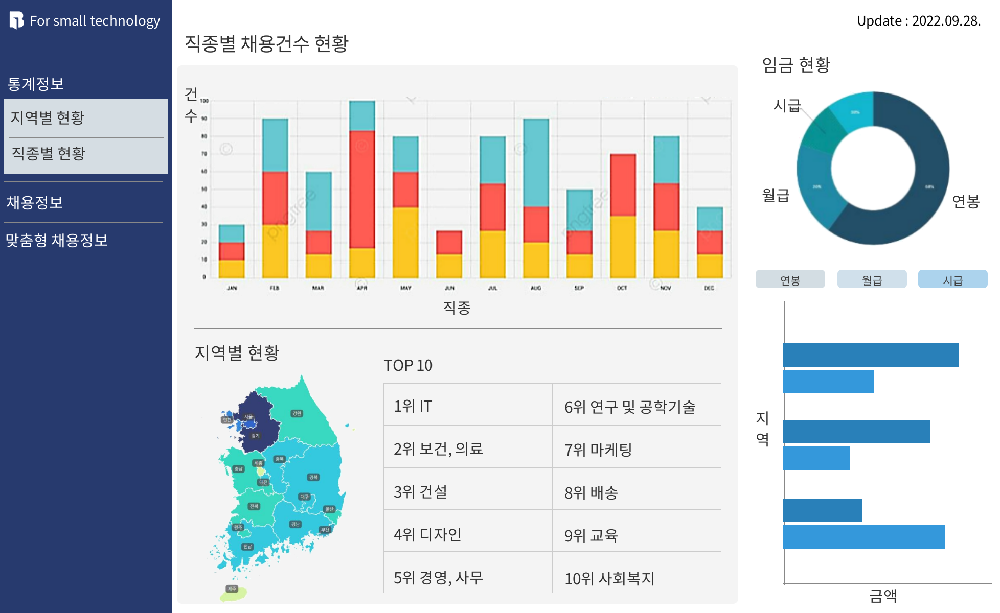 For small technology
Update : 2022.09.28.
통계정보
지역별 현황
직종별 현황
채용정보
맞춤형 채용정보
직종별 채용건수 현황
건
수
100
90
80
70
60
50
40
30
20
10
0
JAN FEB MAR APR MAY JUN JUL AUG SEP OCT NOV DEC
pngtree
pngtree
직종
지역별 현황
강원
인천
서울
경기
충북
세종
충남
대전
경북
대구
전북
울산
경남
광주
부산
전남
제주
TOP 10
1위 IT
6위 연구 및 공학기술
2위 보건, 의료
7위 마케팅
3위 건설
8위 배송
4위 디자인
9위 교육
5위 경영, 사무
10위 사회복지
임금 현황
시급
월급
연봉
10%
20%
60%
연봉
월급
시급
지
역
금액